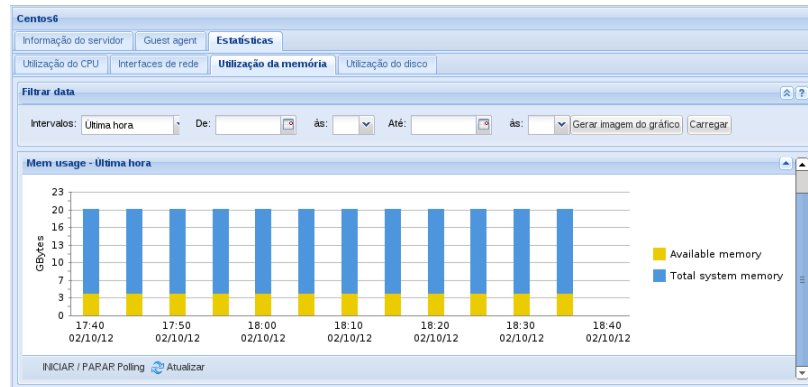 Centos6
Informação do servidor Guest agent Estatísticas
Utilização do CPU Interfaces de rede Utilização da memória Utilização do disco
Filtrar data
Intervalos: Última hora De: às: Até: às: Gerar imagem do gráfico Carregar
Mem usage - Última hora
GBytes
23
20
16
13
10
7
3
0
17:40 17:50 18:00 18:10 18:20 18:30 18:40
02/10/12 02/10/12 02/10/12 02/10/12 02/10/12 02/10/12 02/10/12
Available memory
Total system memory
INICIAR / PARAR Polling Atualizar